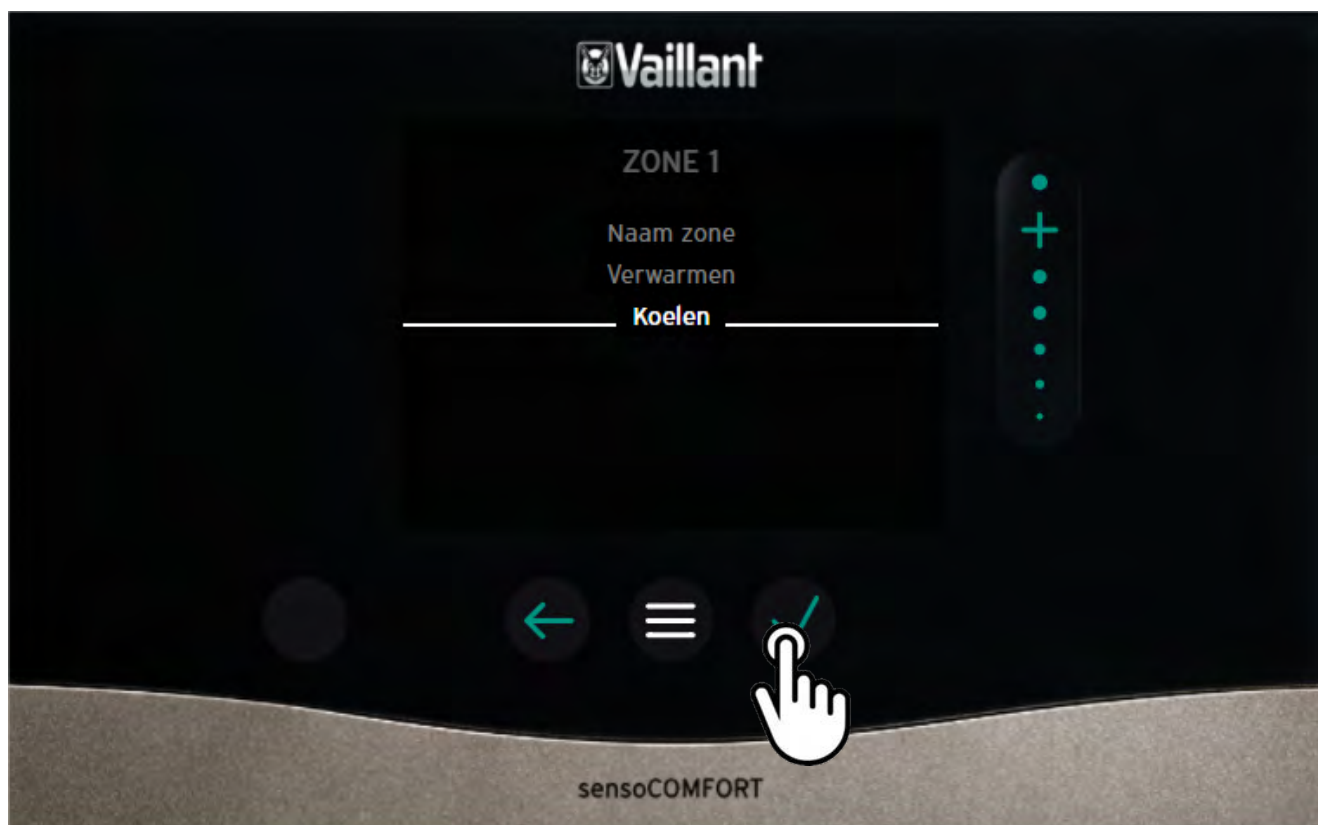 Vaillant
ZONE 1
Naam zone
Verwarmen
Koelen
sensoCOMFORT